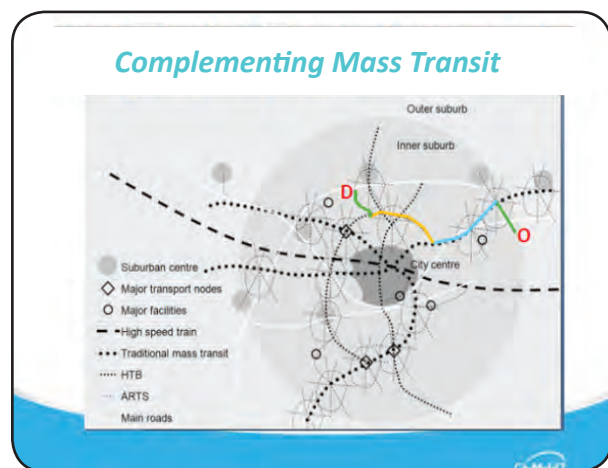 Complementing Mass Transit
Outer suburb
Inner suburb
D
O
City centre
Suburban centre
Major transport nodes
Major facilities
High speed train
Traditional mass transit
HTB
ARTS
Main roads